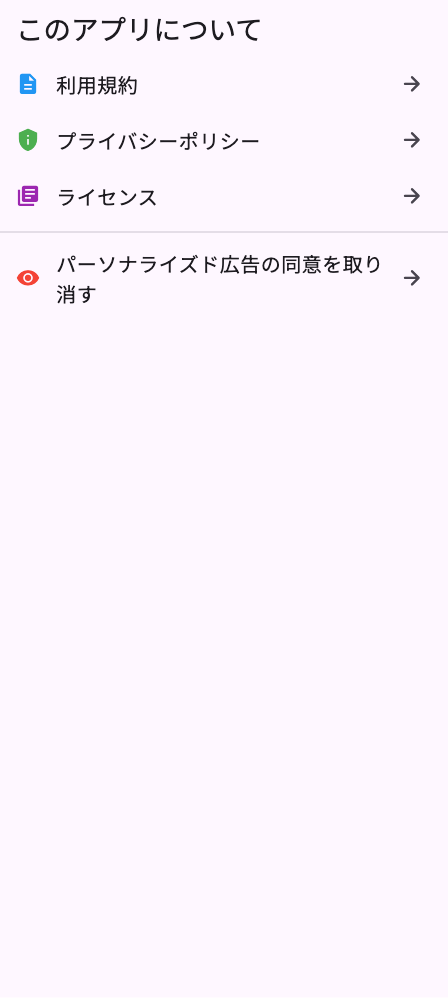 このアプリについて
利用規約
プライバシーポリシー
ライセンス
パーソナライズド広告の同意を取り
消す